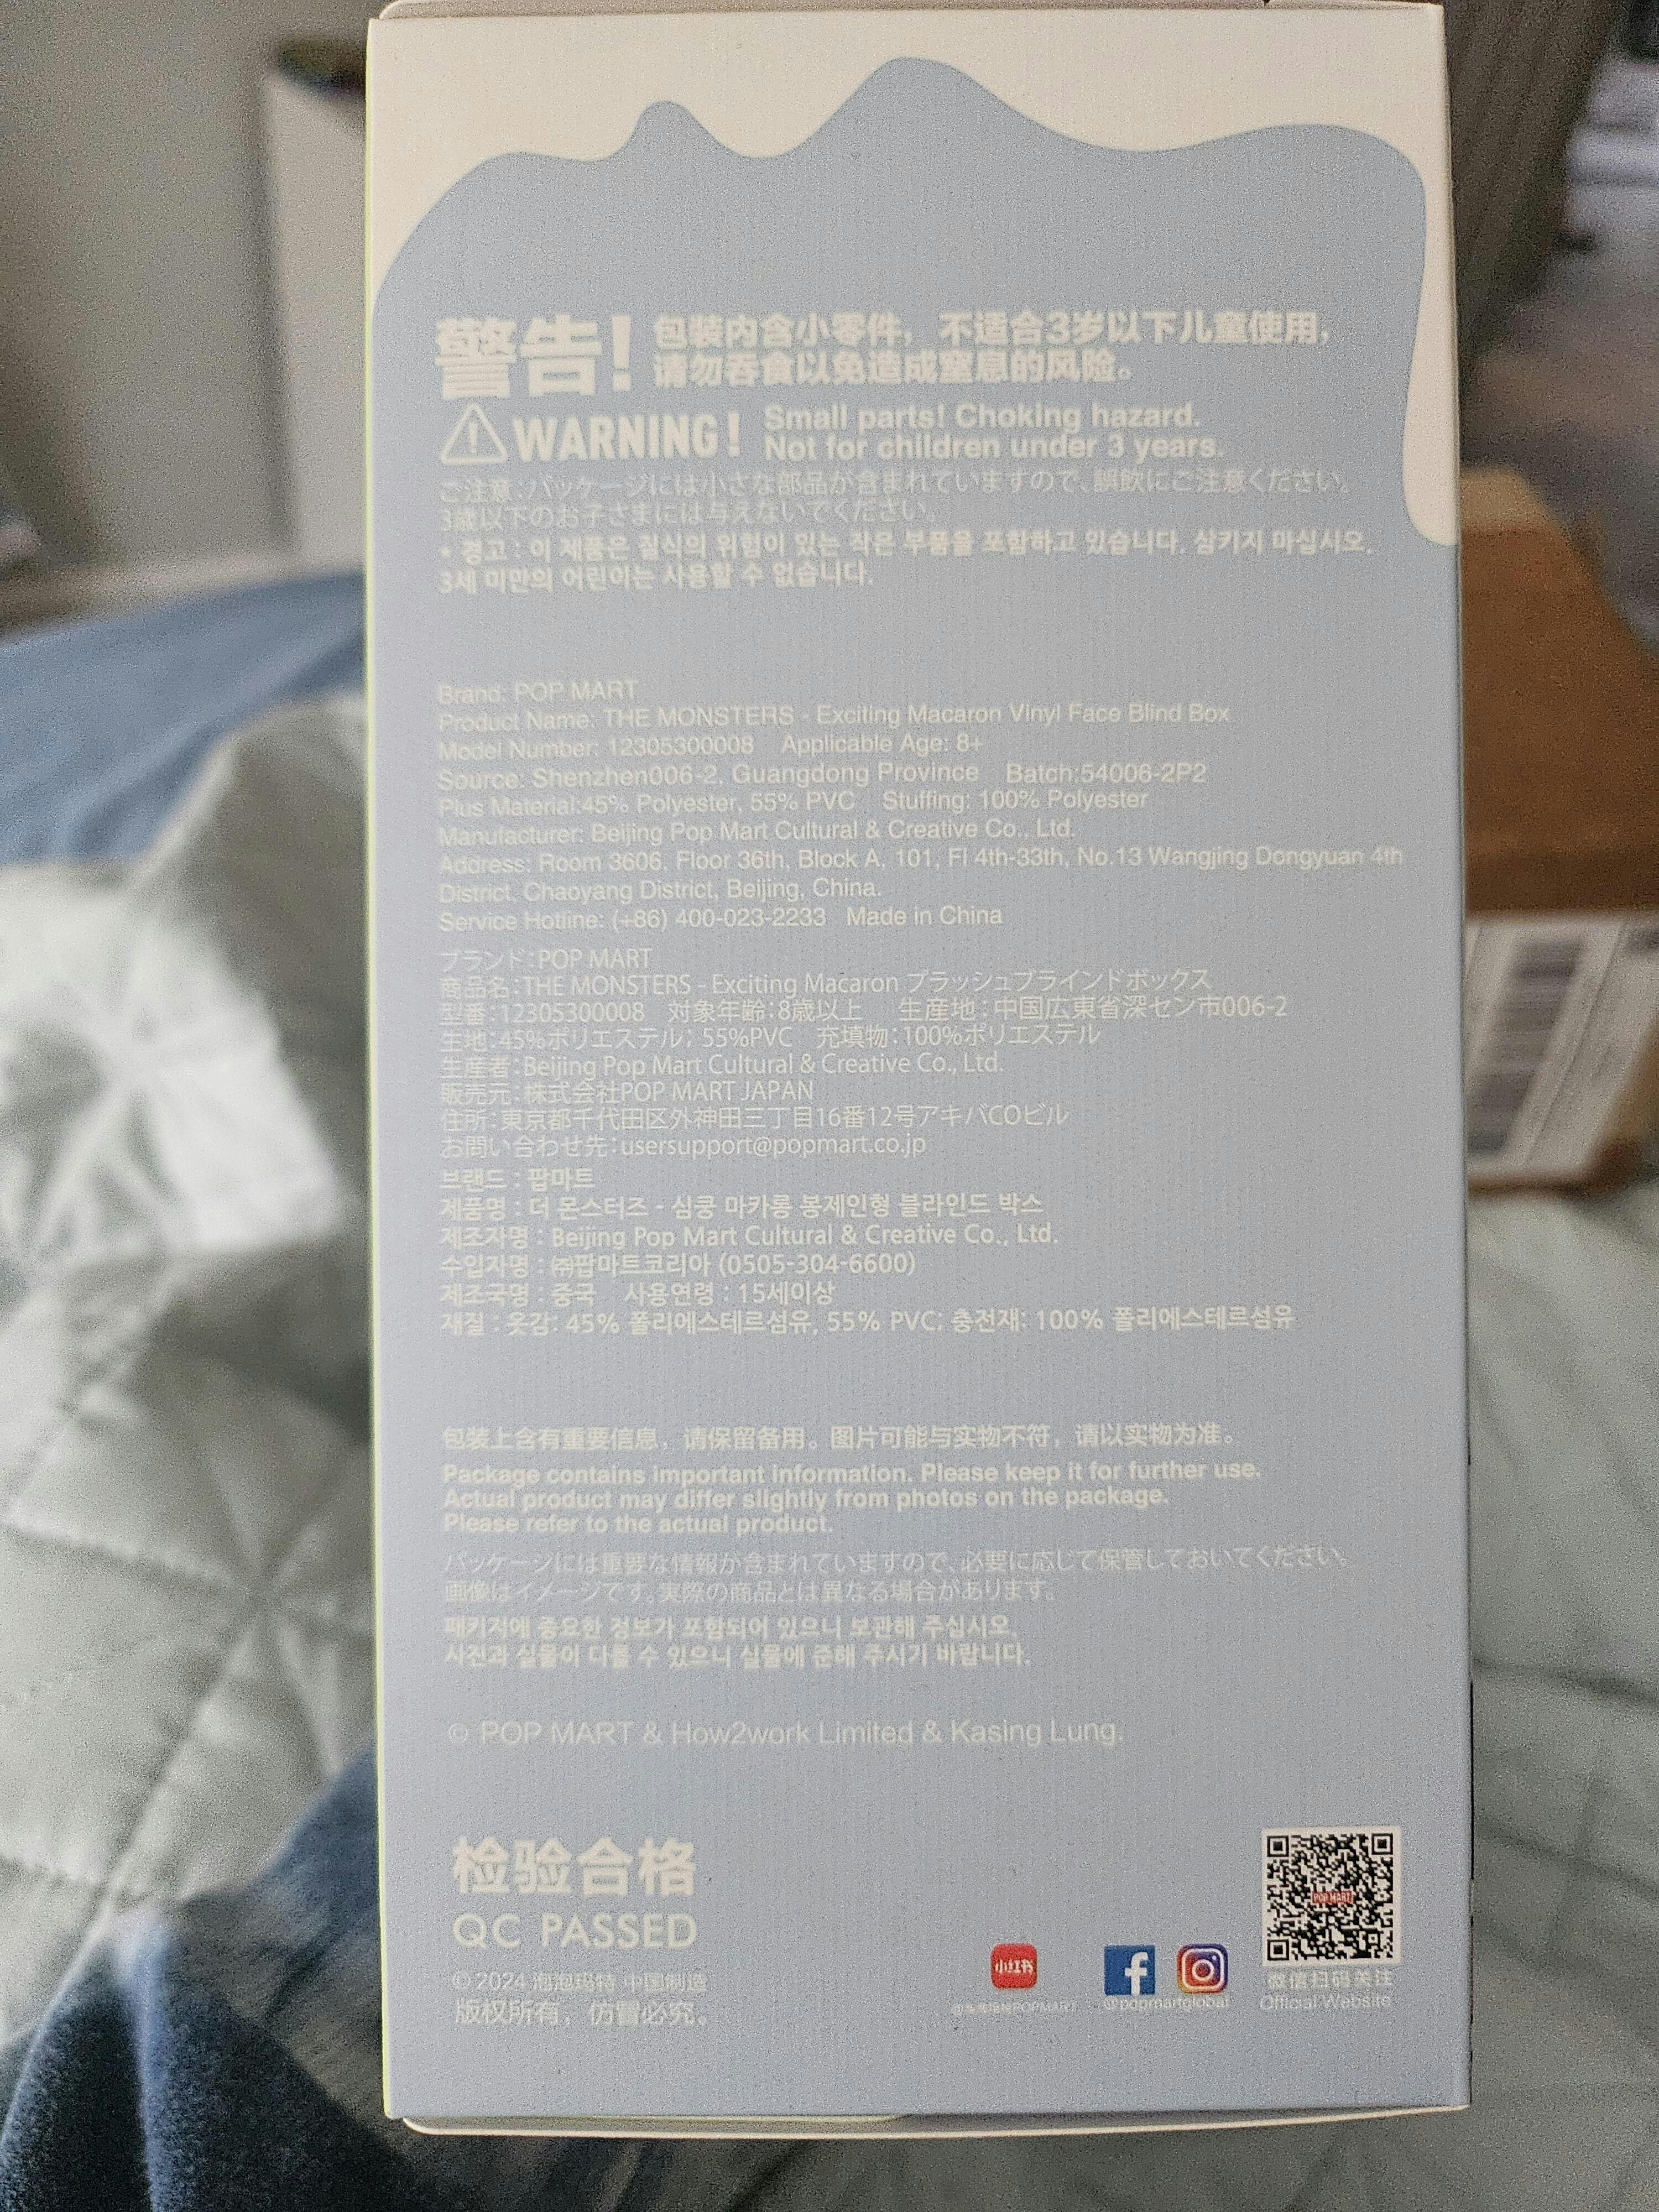 警告！ 包装内含小零件，不适合3岁以下儿童使用，
请勿吞食以免造成窒息的风险。
WARNING! Small parts! Choking hazard.
Not for children under 3 years.
ご注意：パッケージには小さな部品が含まれていますので、誤飲にご注意ください。
3歳以下のお子さまには与えないでください。
* 경고 : 이 제품은 질식의 위험이 있는 작은 부품을 포함하고 있습니다. 삼키지 마십시오.
3세 미만의 어린이는 사용할 수 없습니다.
Brand: POP MART
Product Name: THE MONSTERS - Exciting Macaron Vinyl Face Blind Box
Model Number: 12305300008 Applicable Age: 8+
Source: Shenzhen006-2, Guangdong Province Batch:54006-2P2
Plus Material:45% Polyester, 55% PVC Stuffing: 100% Polyester
Manufacturer: Beijing Pop Mart Cultural & Creative Co., Ltd.
Address: Room 3606, Floor 36th, Block A, 101, Fl 4th-33th, No.13 Wangjing Dongyuan 4th
District, Chaoyang District, Beijing, China.
Service Hotline: (+86) 400-023-2233 Made in China
ブランド：POP MART
商品名：THE MONSTERS - Exciting Macaron プラッシュブラインドボックス
型番：12305300008 対象年齢：8歳以上 生産地：中国広東省深セン市006-2
生地：45%ポリエステル；55%PVC 充填物：100%ポリエステル
生産者：Beijing Pop Mart Cultural & Creative Co., Ltd.
販売元：株式会社POP MART JAPAN
住所：東京都千代田区外神田三丁目16番12号アキバCOビル
お問い合わせ先：usersupport@popmart.co.jp
브랜드 : 팝마트
제품명 : 더 몬스터즈 - 심쿵 마카롱 봉제인형 블라인드 박스
제조자명 : Beijing Pop Mart Cultural & Creative Co., Ltd.
수입자명 : ㈜팝마트코리아 (0505-304-6600)
제조국명 : 중국 사용연령 : 15세이상
재질 : 옷감: 45% 폴리에스테르섬유, 55% PVC; 충전재: 100% 폴리에스테르섬유
包装上含有重要信息，请保留备用。图片可能与实物不符，请以实物为准。
Package contains important information. Please keep it for further use.
Actual product may differ slightly from photos on the package.
Please refer to the actual product.
パッケージには重要な情報が含まれていますので、必要に応じて保管しておいてください。
画像はイメージです。実際の商品とは異なる場合があります。
패키지에 중요한 정보가 포함되어 있으니 보관해 주십시오.
사진과 실물이 다를 수 있으니 실물에 준해 주시기 바랍니다.
© POP MART & How2work Limited & Kasing Lung.
检验合格
QC PASSED
© 2024 泡泡玛特 中国制造
版权所有，仿冒必究。
小红书
@泡泡玛特POPMART
@popmartglobal
POP MART
微信扫码关注
Official Website